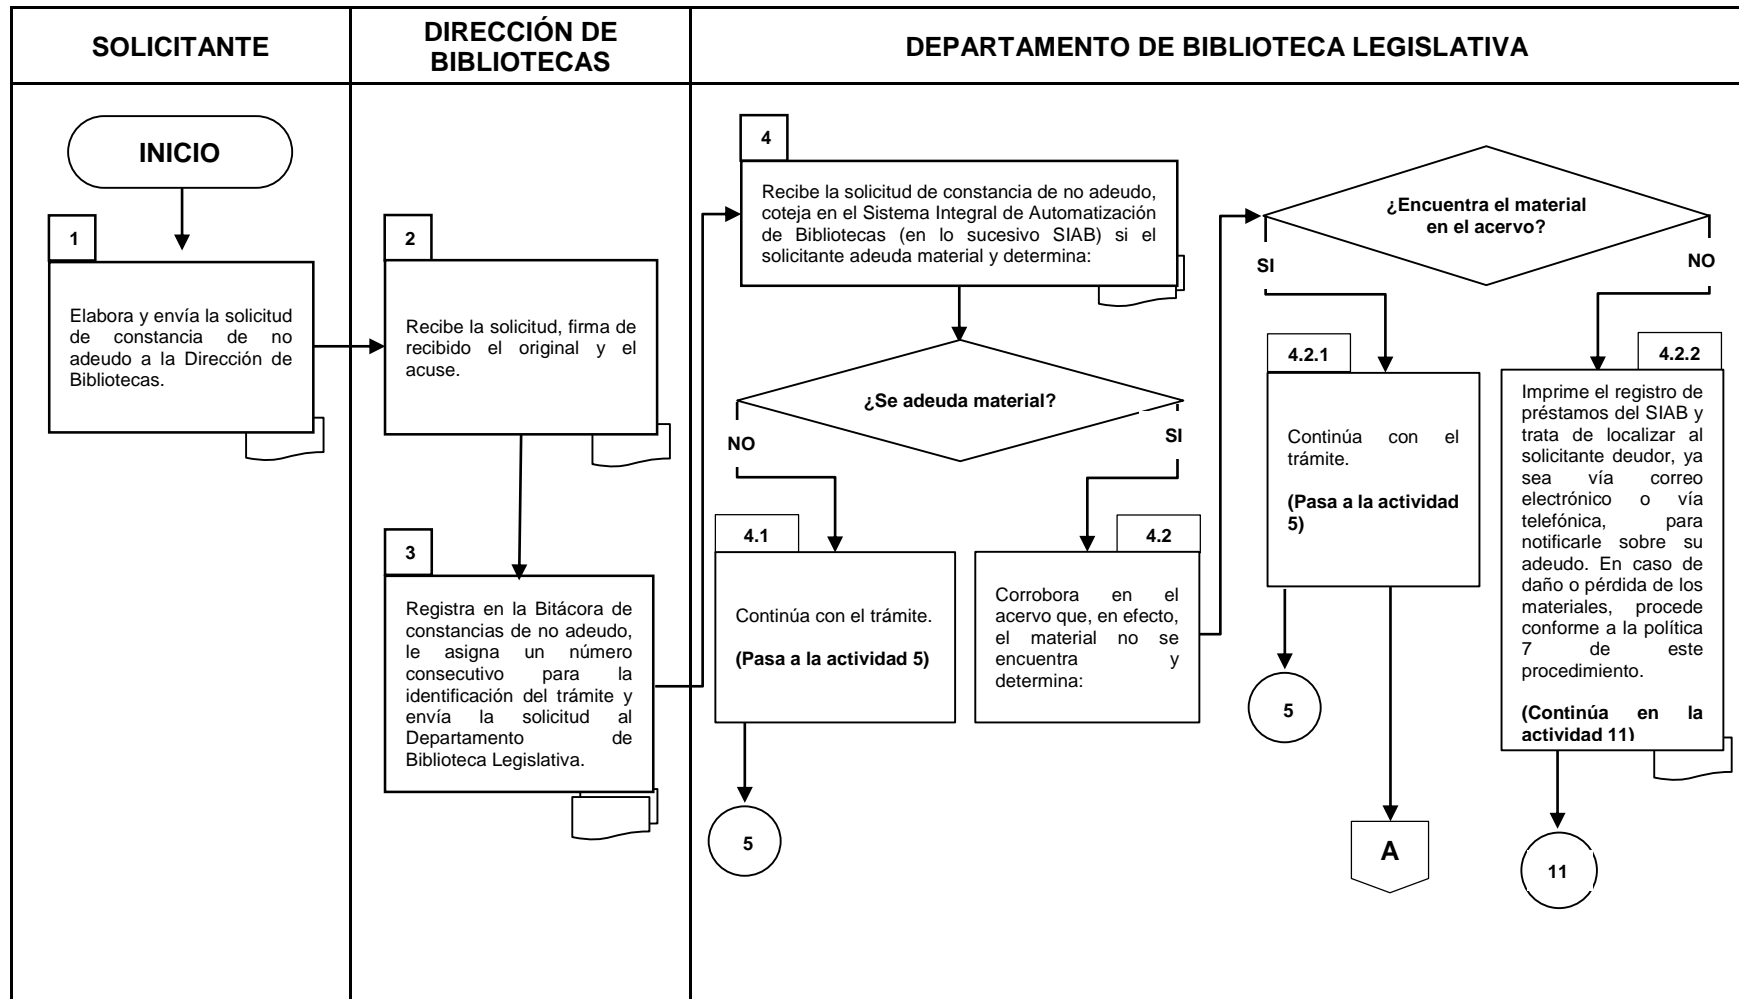 SOLICITANTE
DIRECCIÓN DE
BIBLIOTECAS
DEPARTAMENTO DE BIBLIOTECA LEGISLATIVA
INICIO
1
Elabora y envía la solicitud
de constancia de no
adeudo a la Dirección de
Bibliotecas.
2
Recibe la solicitud, firma de
recibido el original y el
acuse.
3
Registra en la Bitácora de
constancias de no adeudo,
le asigna un número
consecutivo para la
identificación del trámite y
envía la solicitud al
Departamento de
Biblioteca Legislativa.
4
Recibe la solicitud de constancia de no adeudo,
coteja en el Sistema Integral de Automatización
de Bibliotecas (en lo sucesivo SIAB) si el
solicitante adeuda material y determina:
¿Se adeuda material?
NO
SI
4.1
Continúa con el trámite.
(Pasa a la actividad 5)
5
4.2
Corrobora en el
acervo que, en efecto,
el material no se
encuentra y
determina:
¿Encuentra el material
en el acervo?
SI
NO
4.2.1
Continúa con el
trámite.
(Pasa a la actividad
5)
5
A
4.2.2
Imprime el registro de
préstamos del SIAB y
trata de localizar al
solicitante deudor, ya
sea vía correo
electrónico o vía
telefónica, para
notificarle sobre su
adeudo. En caso de
daño o pérdida de los
materiales, procede
conforme a la política
7 de este
procedimiento.
(Continúa en la
actividad 11)
11